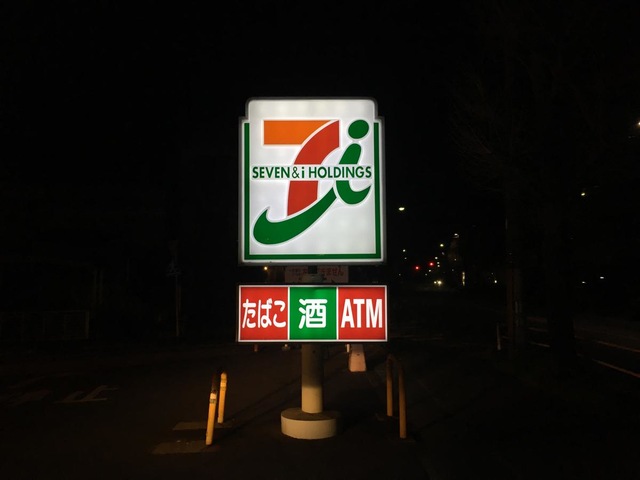 SEVEN & i HOLDINGS
たばこ 酒 ATM